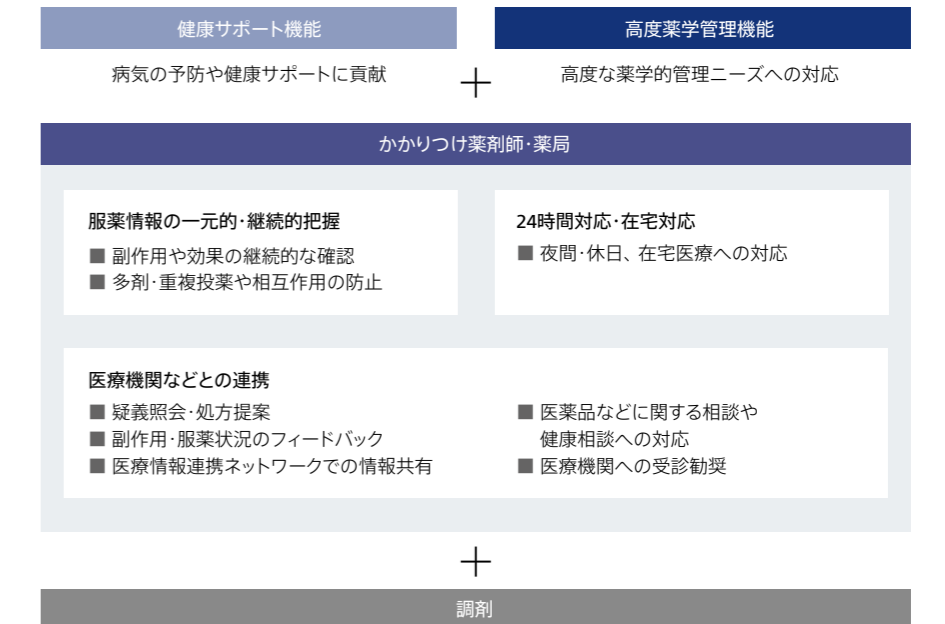 健康サポート機能
高度薬学管理機能
病気の予防や健康サポートに貢献
＋
高度な薬学的管理ニーズへの対応
かかりつけ薬剤師・薬局
服薬情報の一元的・継続的把握
■ 副作用や効果の継続的な確認
■ 多剤・重複投薬や相互作用の防止
24時間対応・在宅対応
■ 夜間・休日、在宅医療への対応
医療機関などとの連携
■ 疑義照会・処方提案
■ 副作用・服薬状況のフィードバック
■ 医療情報連携ネットワークでの情報共有
■ 医薬品などに関する相談や
健康相談への対応
■ 医療機関への受診勧奨
＋
調剤